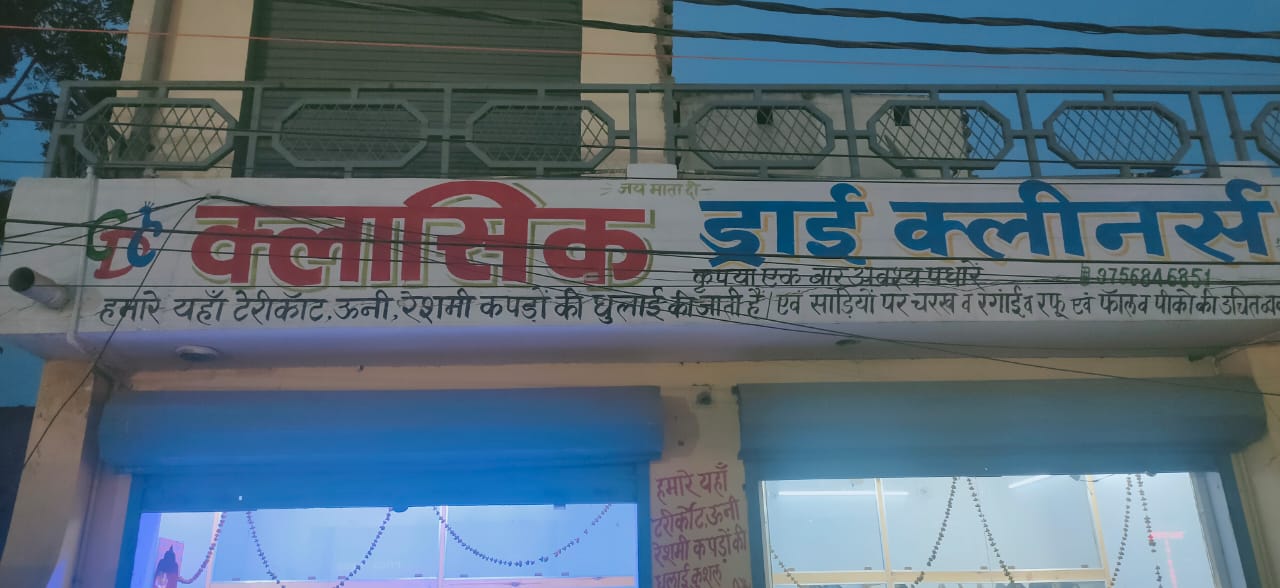 जय माता दी
क्लासिक ड्राई क्लीनर्स
कृपया एक बार अवश्य पधारें 9756846851
हमारे यहाँ टेरीकॉट, ऊनी, रेशमी कपड़ों की धुलाई की जाती है। एवं साड़ियों पर चरख व रंगाई व रफू एवं फॉल व पीको की उचित
हमारे यहाँ
टेरीकॉट, ऊनी
रेशमी कपड़ों की
धुलाई कुशल